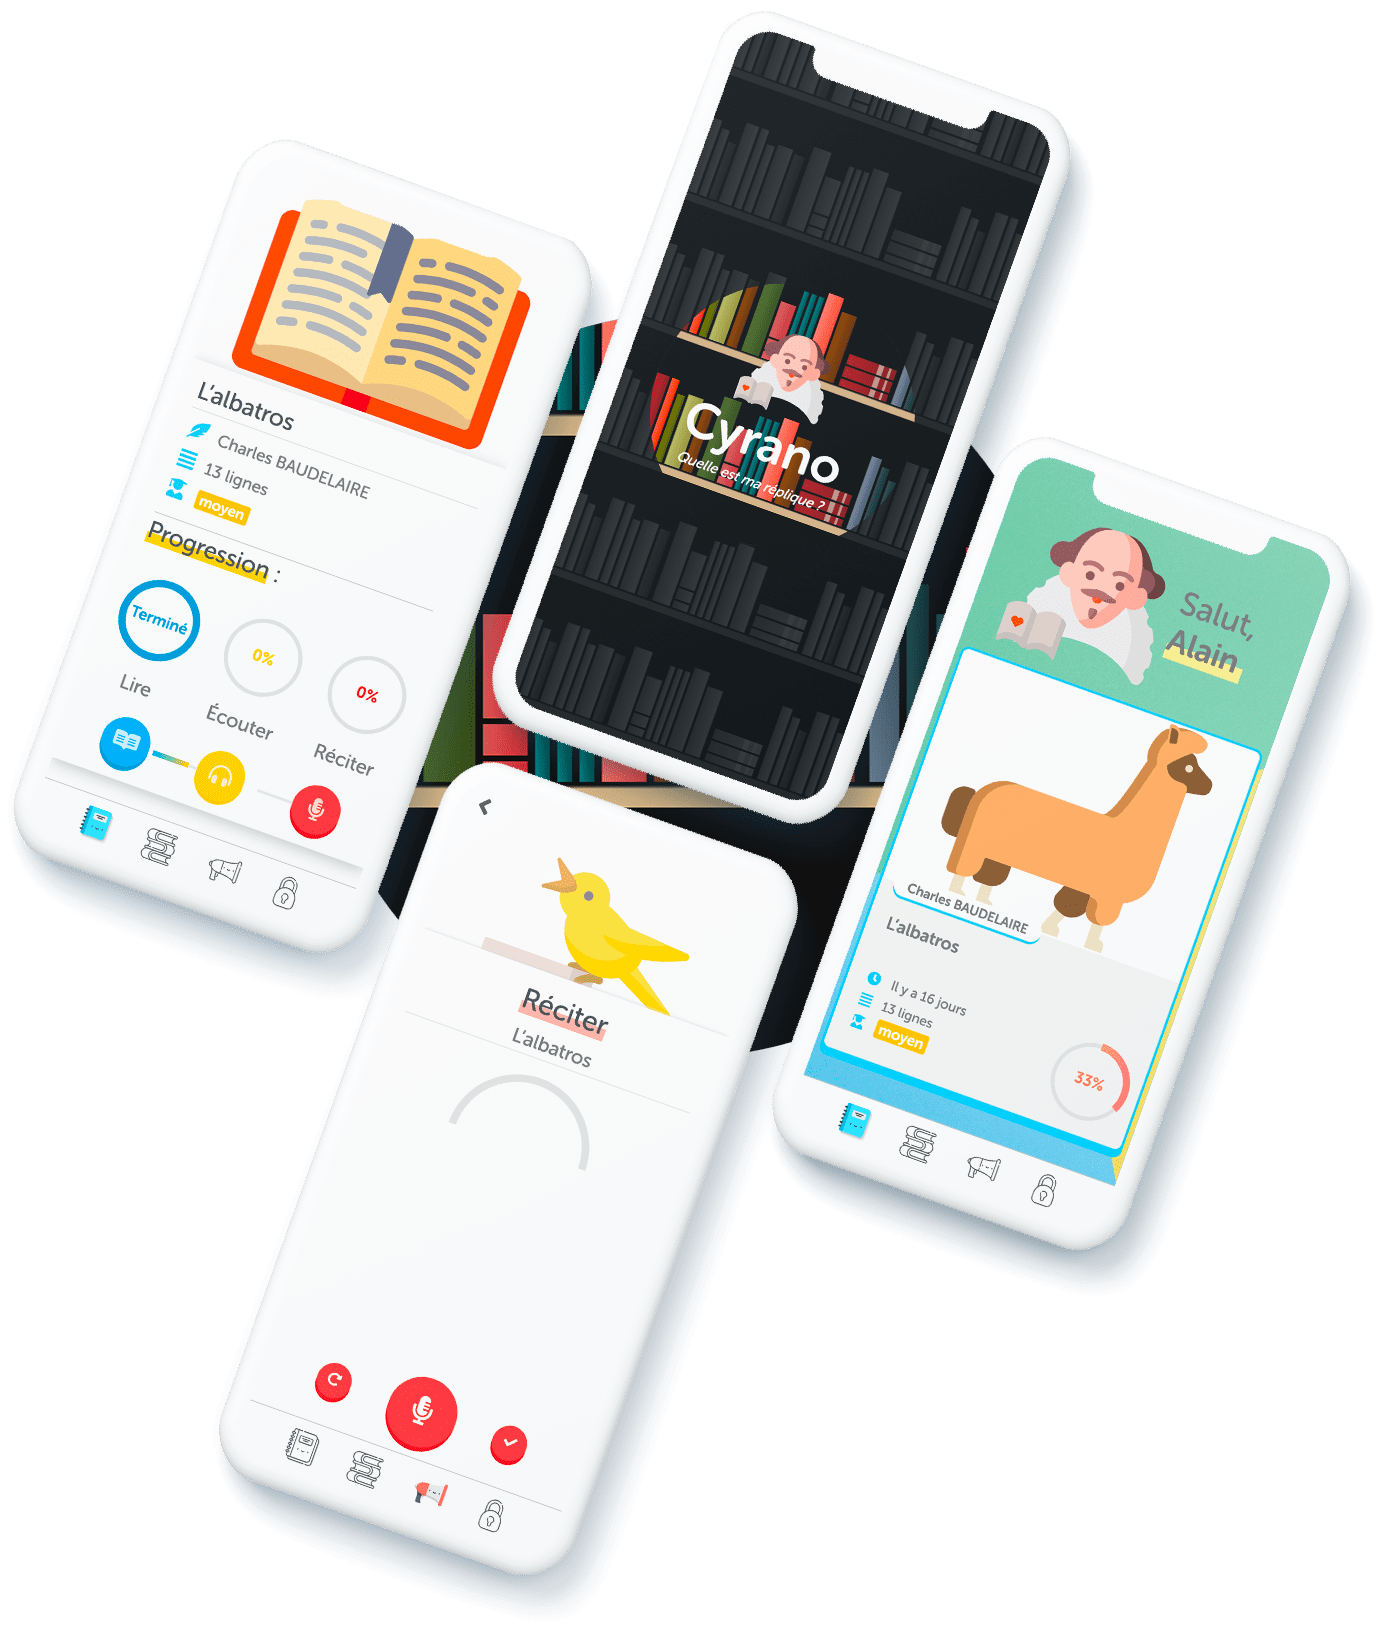 L'albatros
Charles BAUDELAIRE
13 lignes
moyen
Progression :
Terminé
0%
0%
Lire
Écouter
Réciter
Cyrano
Quelle est ma réplique ?
Réciter
L'albatros
Salut,
Alain
Charles BAUDELAIRE
L'albatros
Il y a 16 jours
13 lignes
moyen
33%